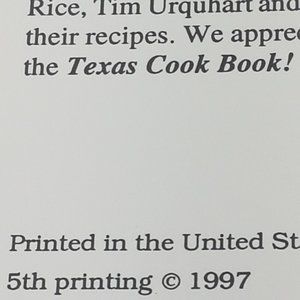 Rice, Tim Urquhart and
their recipes. We appre
the Texas Cook Book!
Printed in the United St
5th printing © 1997